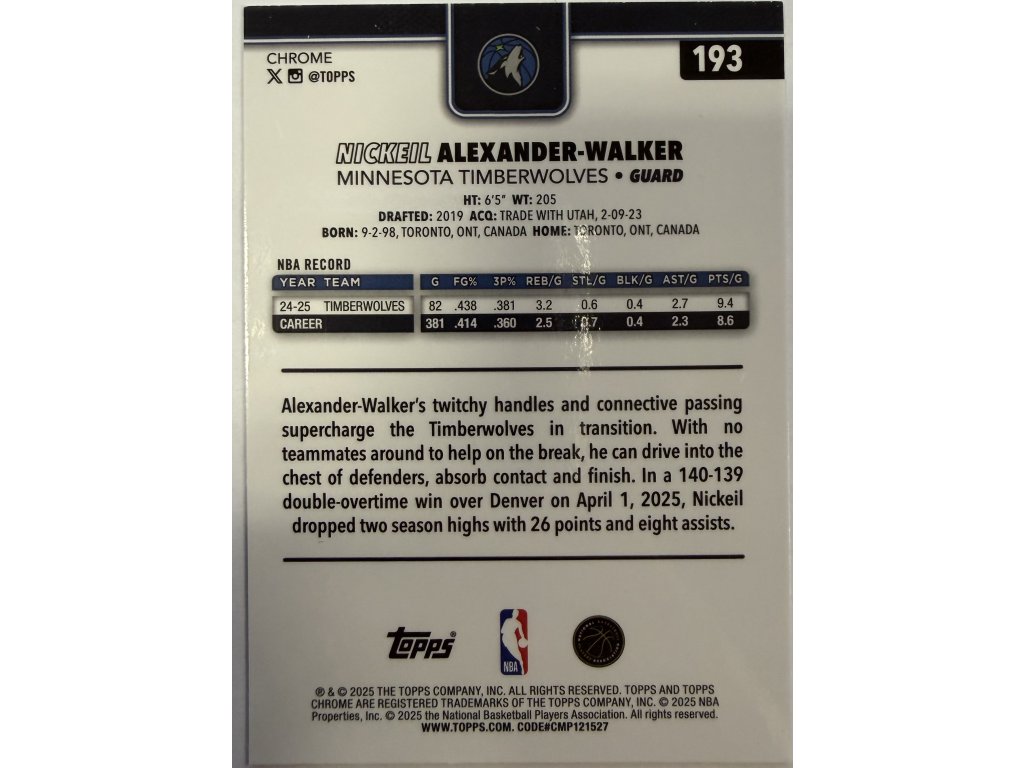 CHROME
193
X @TOPPS
NICKEIL ALEXANDER-WALKER
MINNESOTA TIMBERWOLVES • GUARD
HT: 6'5" WT: 205
DRAFTED: 2019 ACQ: TRADE WITH UTAH, 2-09-23
BORN: 9-2-98, TORONTO, ONT, CANADA HOME: TORONTO, ONT, CANADA
NBA RECORD
YEAR TEAM G FG% 3P% REB/G STL/G BLK/G AST/G PTS/G
24-25 TIMBERWOLVES 82 .438 .381 3.2 0.6 0.4 2.7 9.4
CAREER 381 .414 .360 2.5 0.7 0.4 2.3 8.6
Alexander-Walker's twitchy handles and connective passing
supercharge the Timberwolves in transition. With no
teammates around to help on the break, he can drive into the
chest of defenders, absorb contact and finish. In a 140-139
double-overtime win over Denver on April 1, 2025, Nickeil
dropped two season highs with 26 points and eight assists.
Topps® NBA
℗ & © 2025 THE TOPPS COMPANY, INC. ALL RIGHTS RESERVED. TOPPS AND TOPPS
CHROME ARE REGISTERED TRADEMARKS OF THE TOPPS COMPANY, INC. © 2025 NBA
Properties, Inc. © 2025 the National Basketball Players Association. All rights reserved.
WWW.TOPPS.COM. CODE#CMP121527